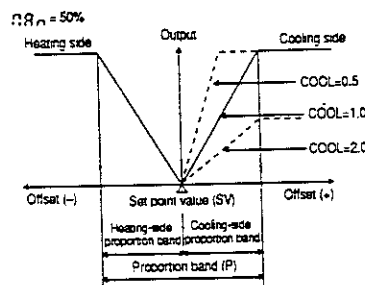 = 50%
Heating side
Output
Cooling side
COOL=0.5
COOL=1.0
COOL=2.0
Offset (–)
Set point value (SV)
Offset (+)
Heating-side
proportion band
Cooling-side
proportion band
Proportion band (P)